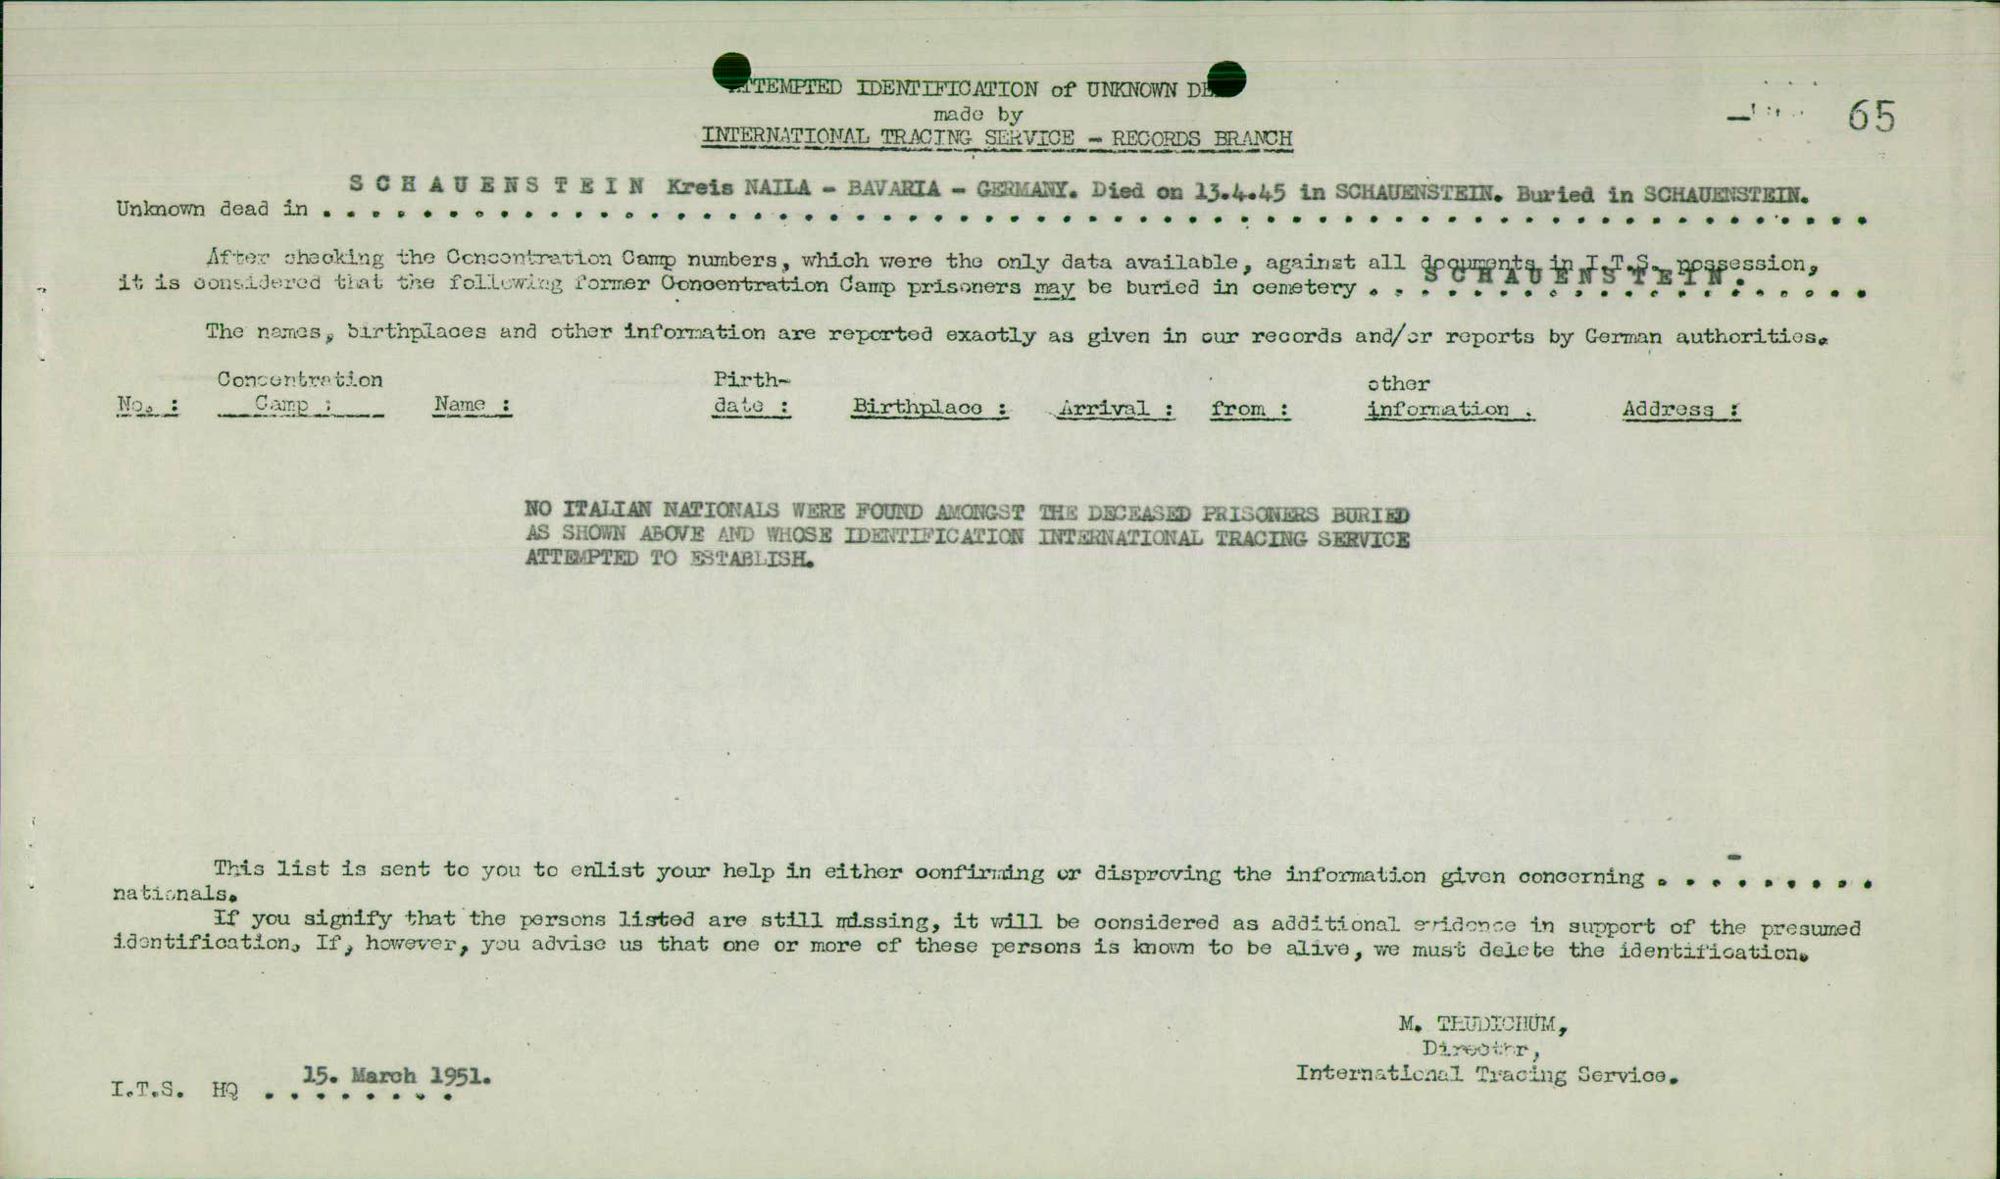 ATTEMPTED IDENTIFICATION of UNKNOWN DE
made by
INTERNATIONAL TRACING SERVICE - RECORDS BRANCH
65
S C H A U E N S T E I N Kreis NAILA - BAVARIA - GERMANY. Died on 13.4.45 in SCHAUENSTEIN. Buried in SCHAUENSTEIN.
Unknown dead in . . . . . . . . . . . . . . . . . . . . . . . . . . . . . . . . . . . . . . . . . . . . . . . . . . . . . . . . . . . .
After checking the Concentration Camp numbers, which were the only data available, against all documents in I.T.S. possession,
it is considered that the following former Concentration Camp prisoners may be buried in cemetery . . S C H A U E N S T E I N .
The names, birthplaces and other information are reported exactly as given in our records and/or reports by German authorities.
Concentration Birth- other
No. : Camp : Name : date : Birthplace : Arrival : from : information : Address :
NO ITALIAN NATIONALS WERE FOUND AMONGST THE DECEASED PRISONERS BURIED
AS SHOWN ABOVE AND WHOSE IDENTIFICATION INTERNATIONAL TRACING SERVICE
ATTEMPTED TO ESTABLISH.
This list is sent to you to enlist your help in either confirming or disproving the information given concerning . . . - . . . . .
nationals.
If you signify that the persons listed are still missing, it will be considered as additional evidence in support of the presumed
identification. If, however, you advise us that one or more of these persons is known to be alive, we must delete the identification.
M. THUDICHUM,
Director,
International Tracing Service.
I.T.S. HQ 15. March 1951.